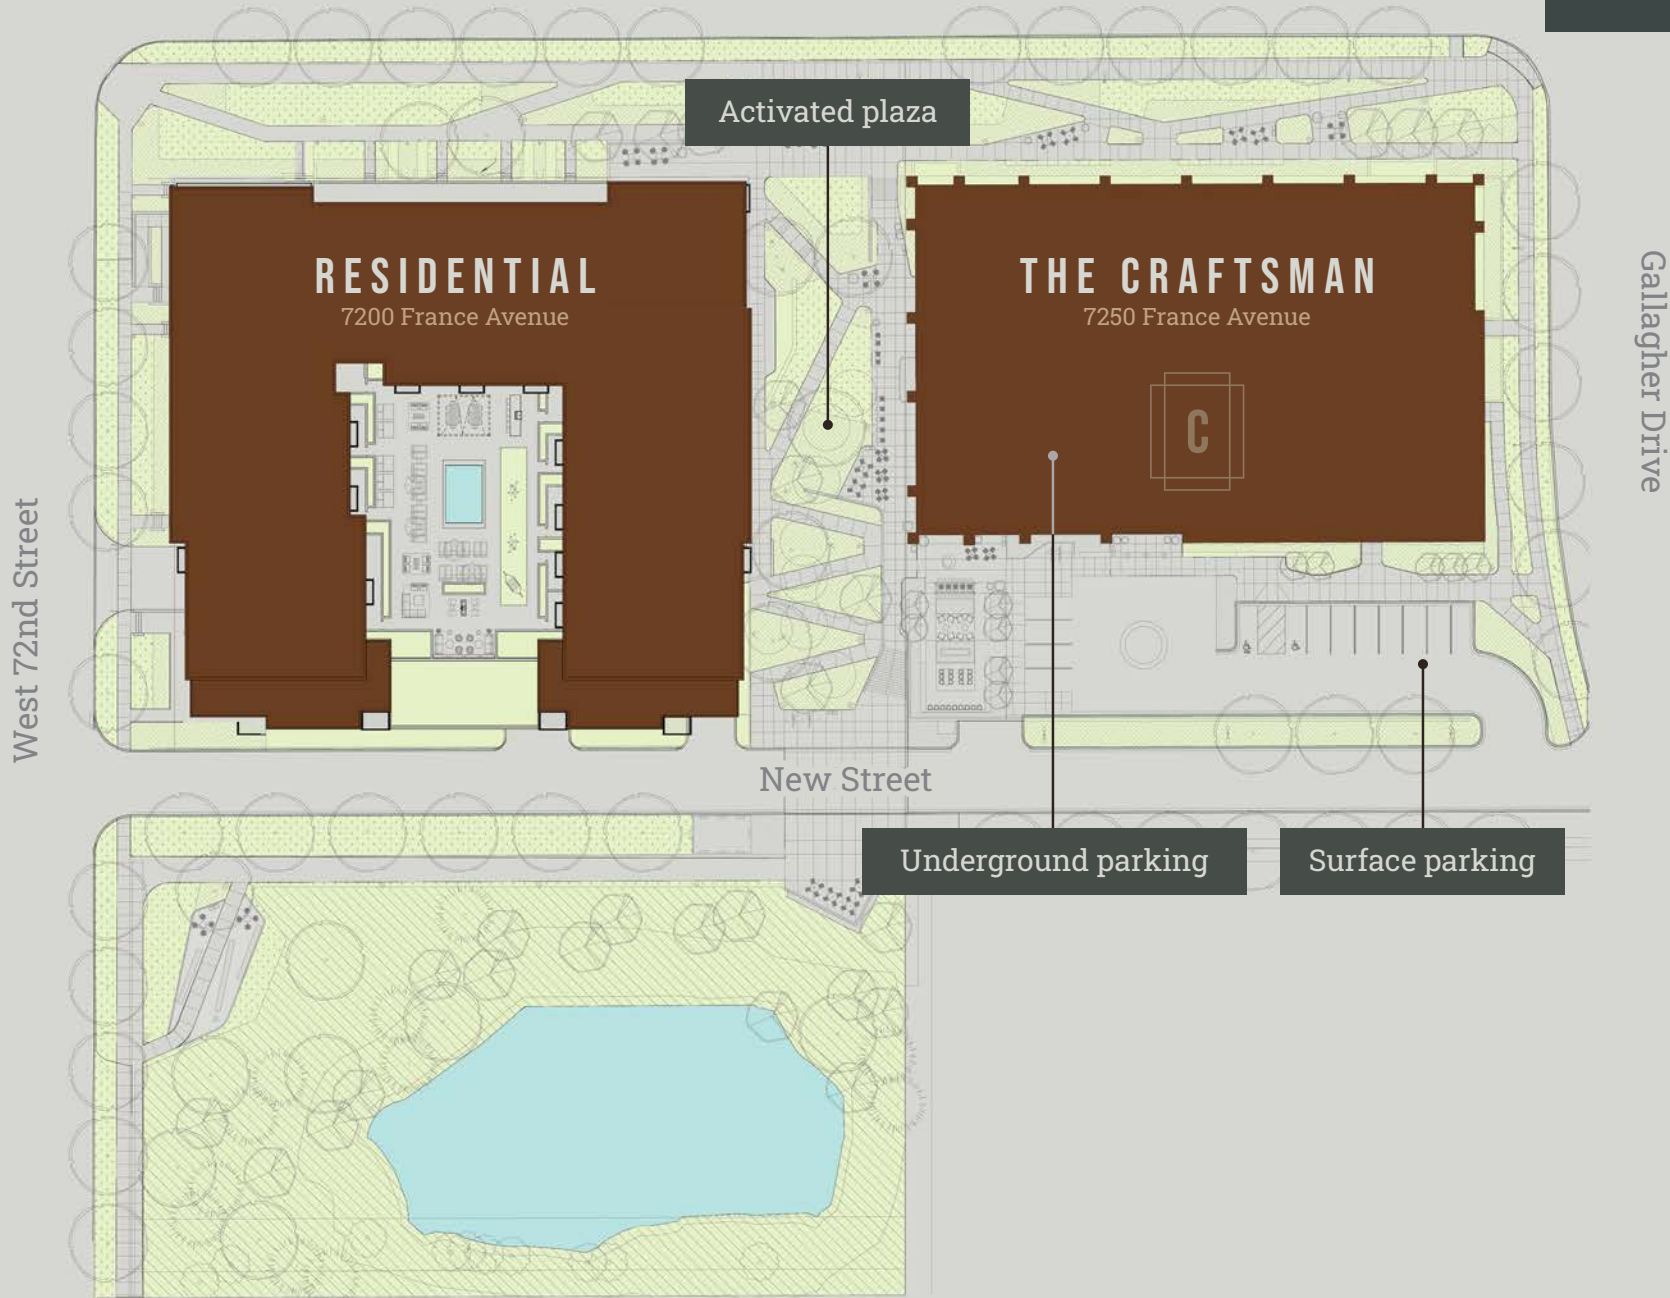 Activated plaza
RESIDENTIAL
7200 France Avenue
THE CRAFTSMAN
7250 France Avenue
C
Gallagher Drive
West 72nd Street
New Street
Underground parking
Surface parking